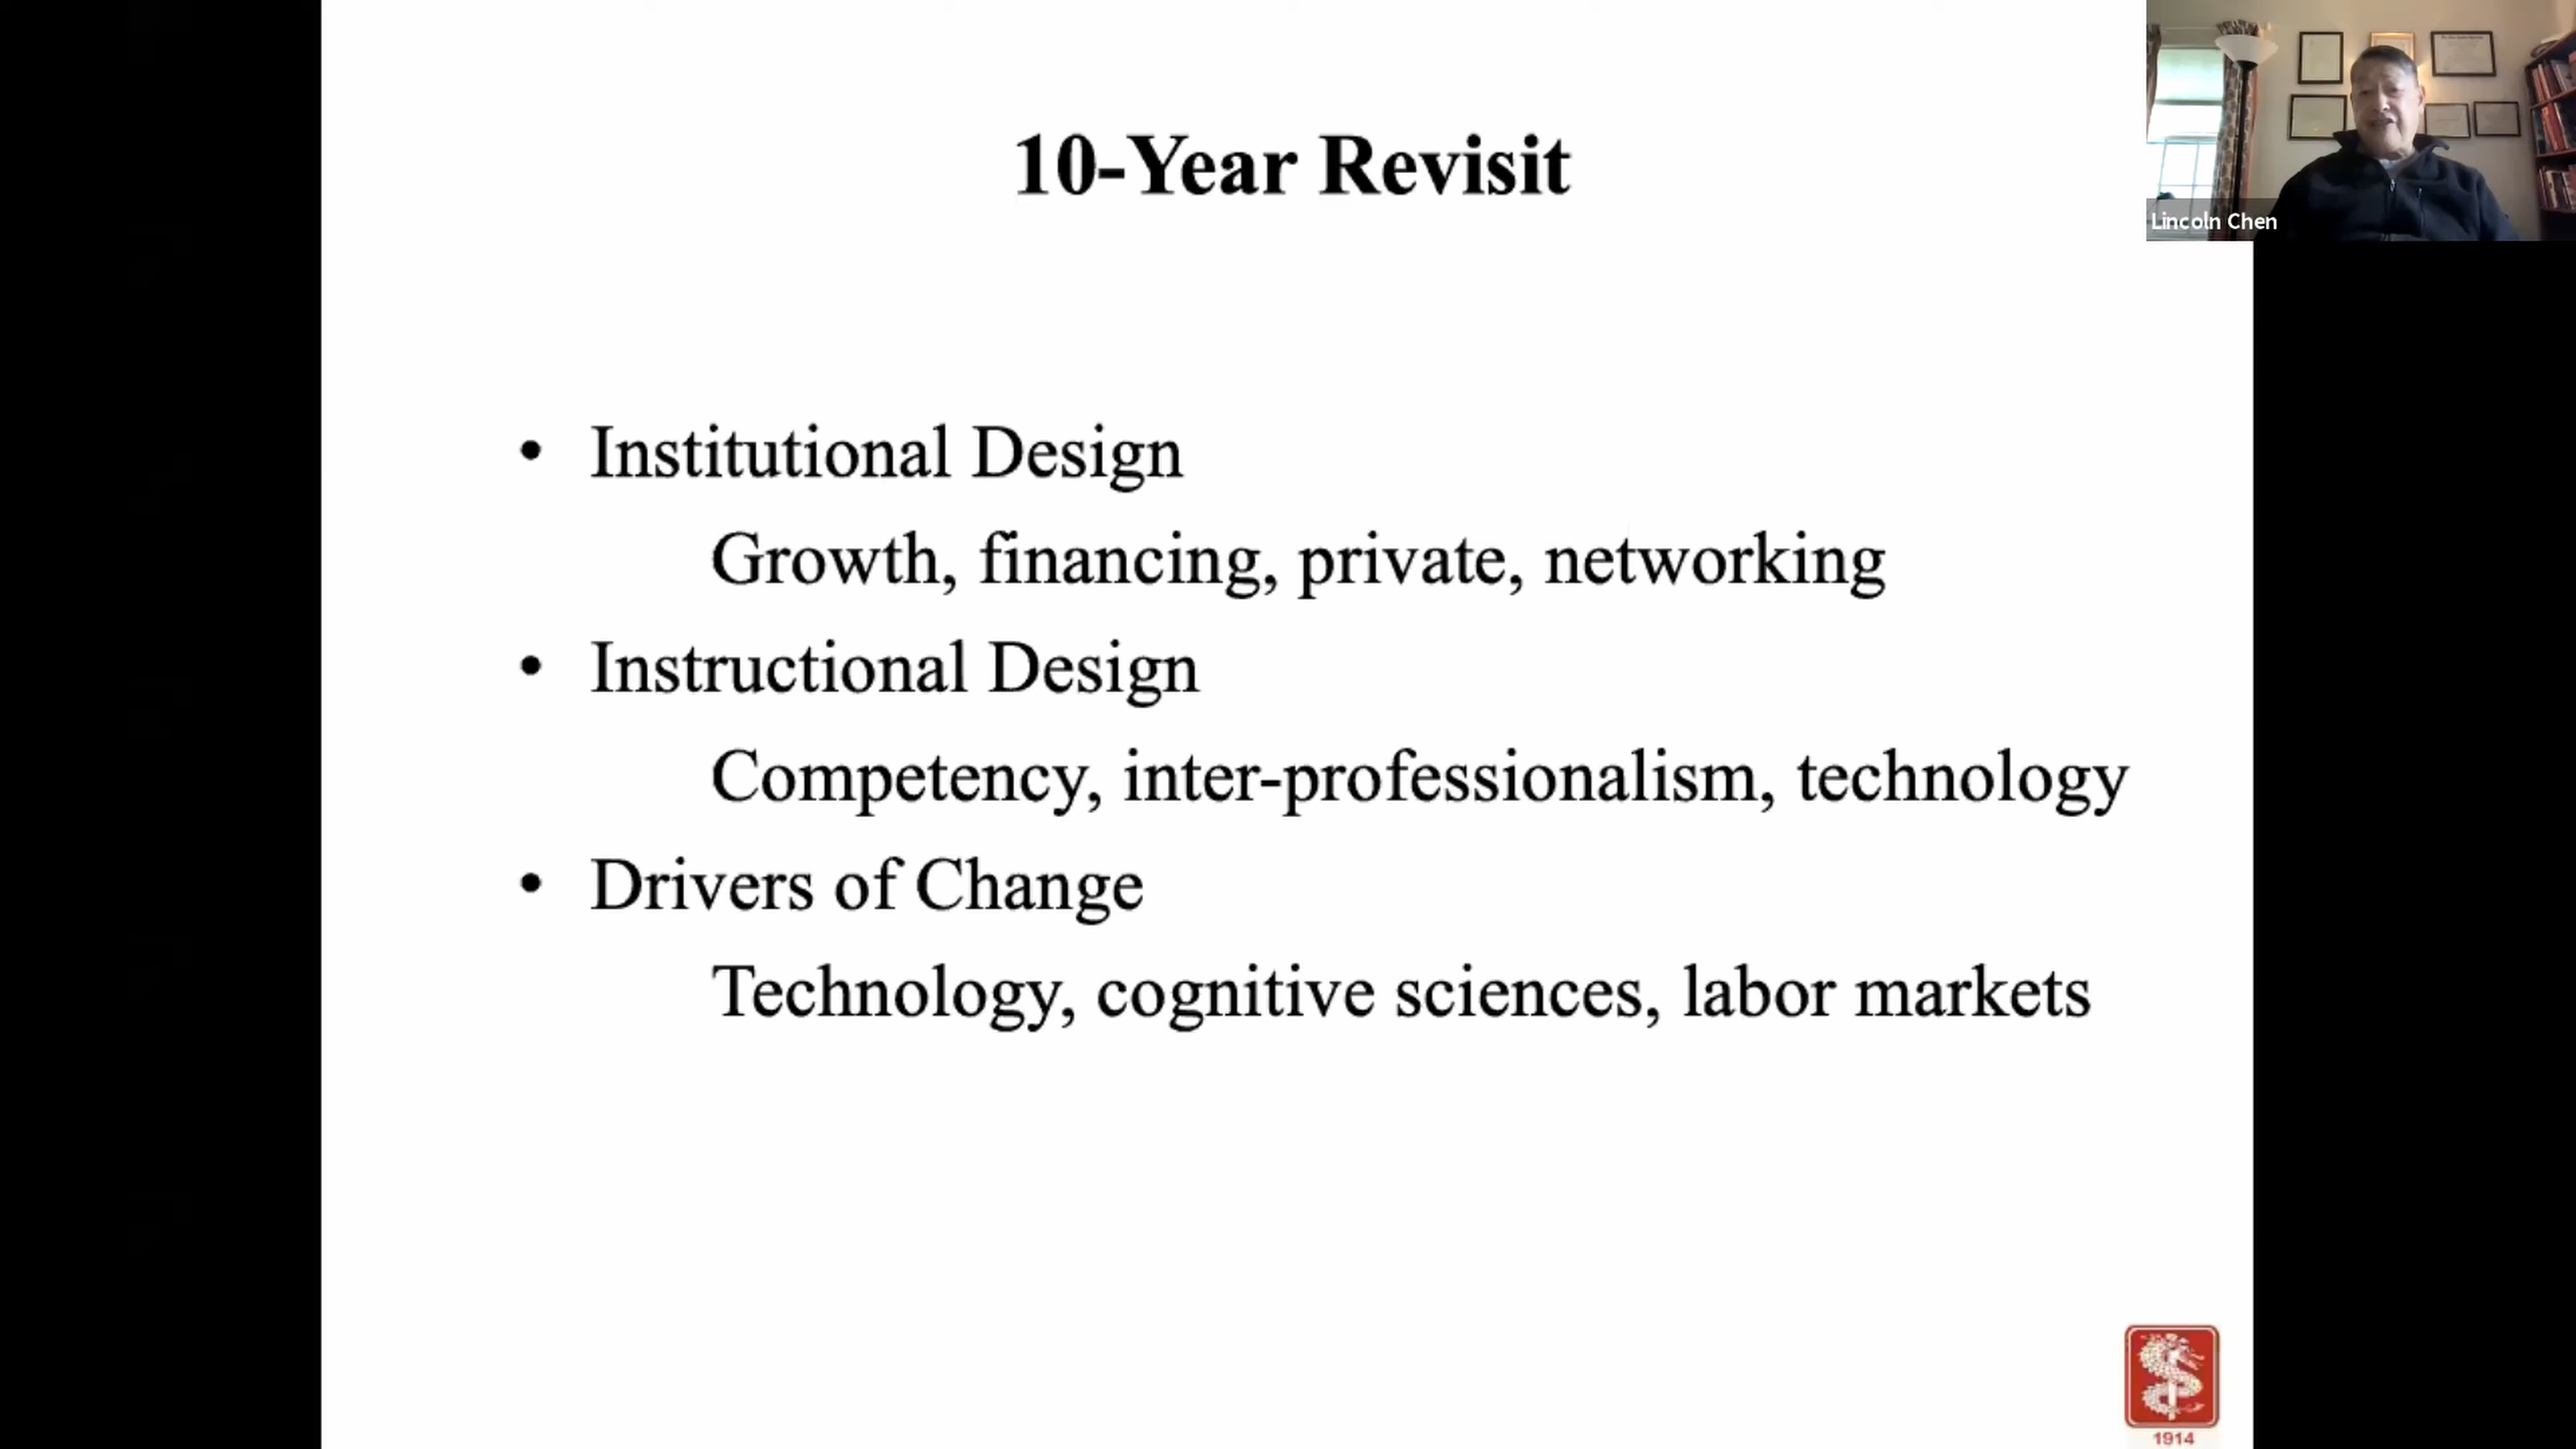 10-Year Revisit
Lincoln Chen
• Institutional Design
Growth, financing, private, networking
• Instructional Design
Competency, inter-professionalism, technology
• Drivers of Change
Technology, cognitive sciences, labor markets
1914